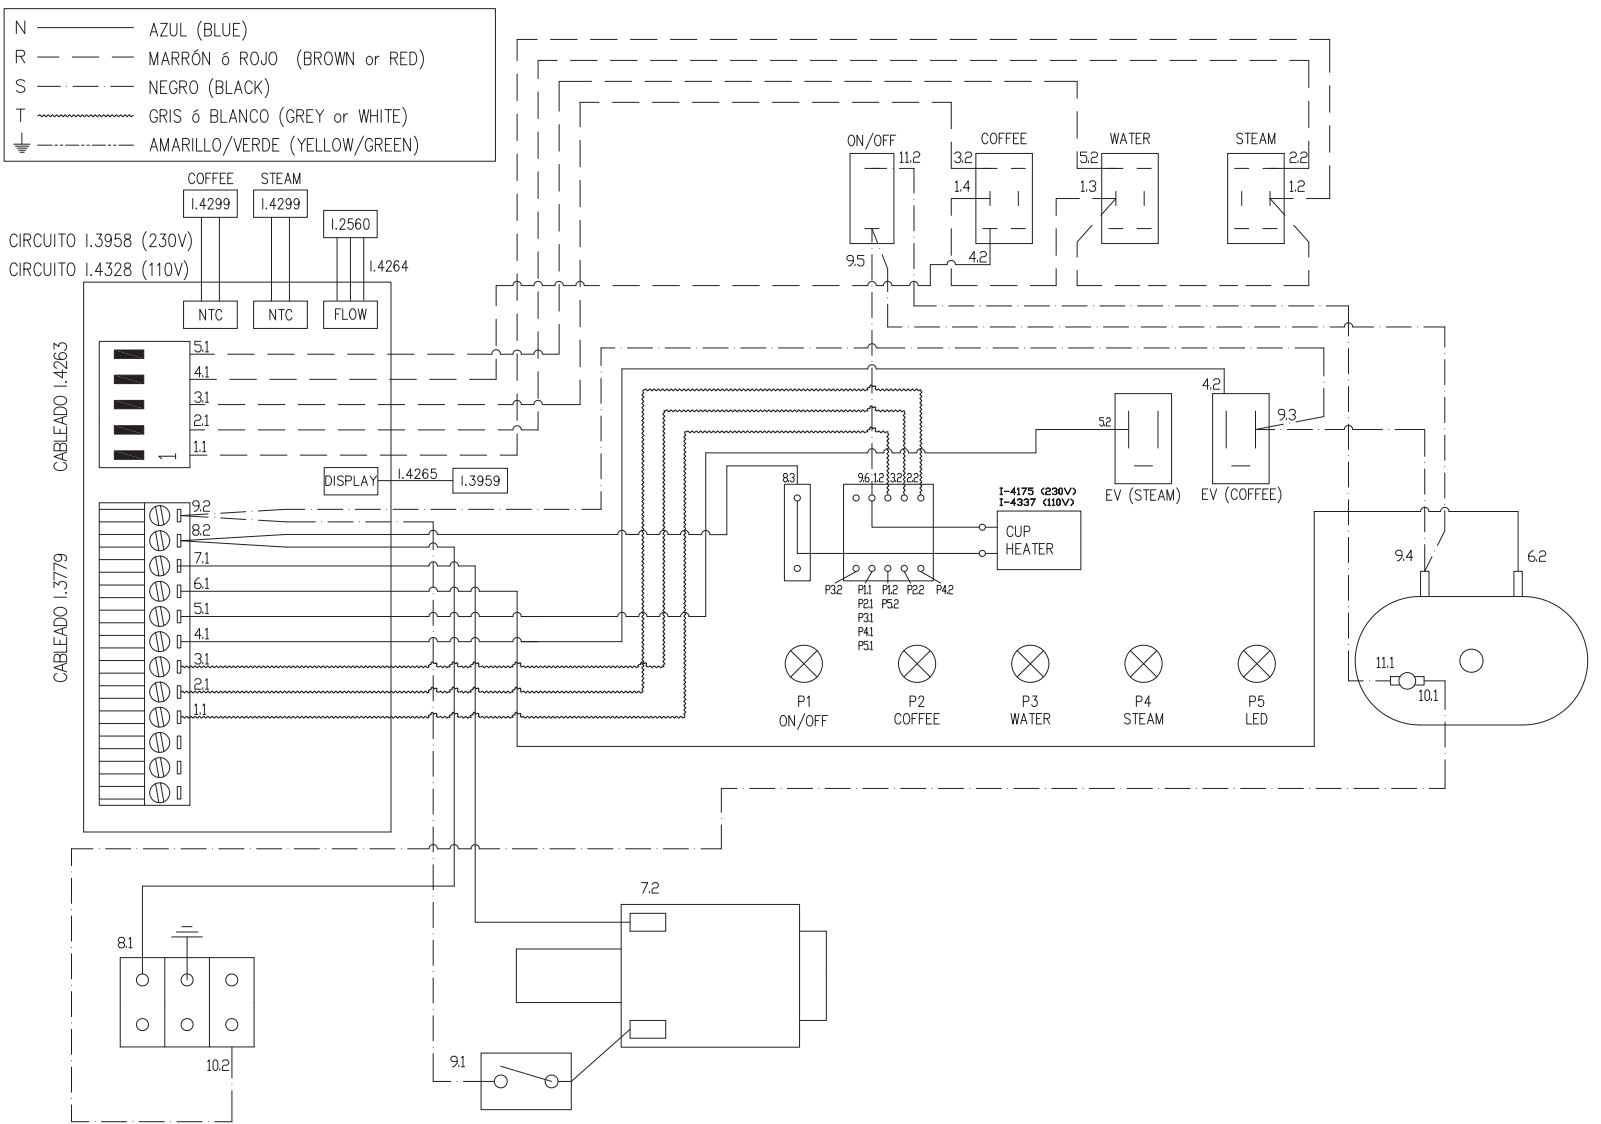 N AZUL (BLUE)
R MARRÓN ó ROJO (BROWN or RED)
S NEGRO (BLACK)
T GRIS ó BLANCO (GREY or WHITE)
AMARILLO/VERDE (YELLOW/GREEN)
COFFEE
STEAM
I.4299
I.4299
I.2560
CIRCUITO I.3958 (230V)
CIRCUITO I.4328 (110V)
I.4264
NTC
NTC
FLOW
CABLEADO I.4263
5.1
4.1
3.1
2.1
1.1
1
DISPLAY
I.4265
I.3959
CABLEADO I.3779
9.2
8.2
7.1
6.1
5.1
4.1
3.1
2.1
1.1
ON/OFF
COFFEE
WATER
STEAM
11.2
3.2
5.2
2.2
1.4
1.3
1.2
9.5
4.2
4.2
5.2
9.3
EV (STEAM)
EV (COFFEE)
8.3
9.6
1.2
3.2
2.2
I-4175 (230V)
I-4337 (110V)
CUP
HEATER
P3.2
P1.1
P1.2
P2.2
P4.2
P2.1
P5.2
P3.1
P4.1
P5.1
9.4
6.2
11.1
10.1
P1
ON/OFF
P2
COFFEE
P3
WATER
P4
STEAM
P5
LED
7.2
8.1
10.2
9.1